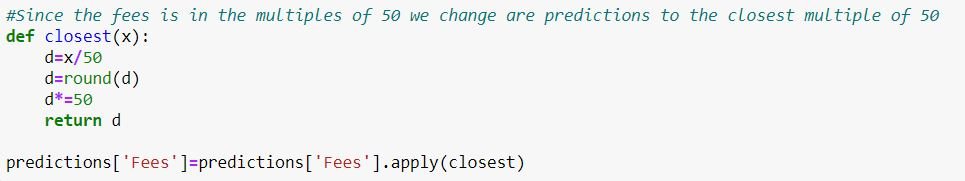 #Since the fees is in the multiples of 50 we change are predictions to the closest multiple of 50
def closest(x):
    d=x/50
    d=round(d)
    d*=50
    return d

predictions['Fees']=predictions['Fees'].apply(closest)